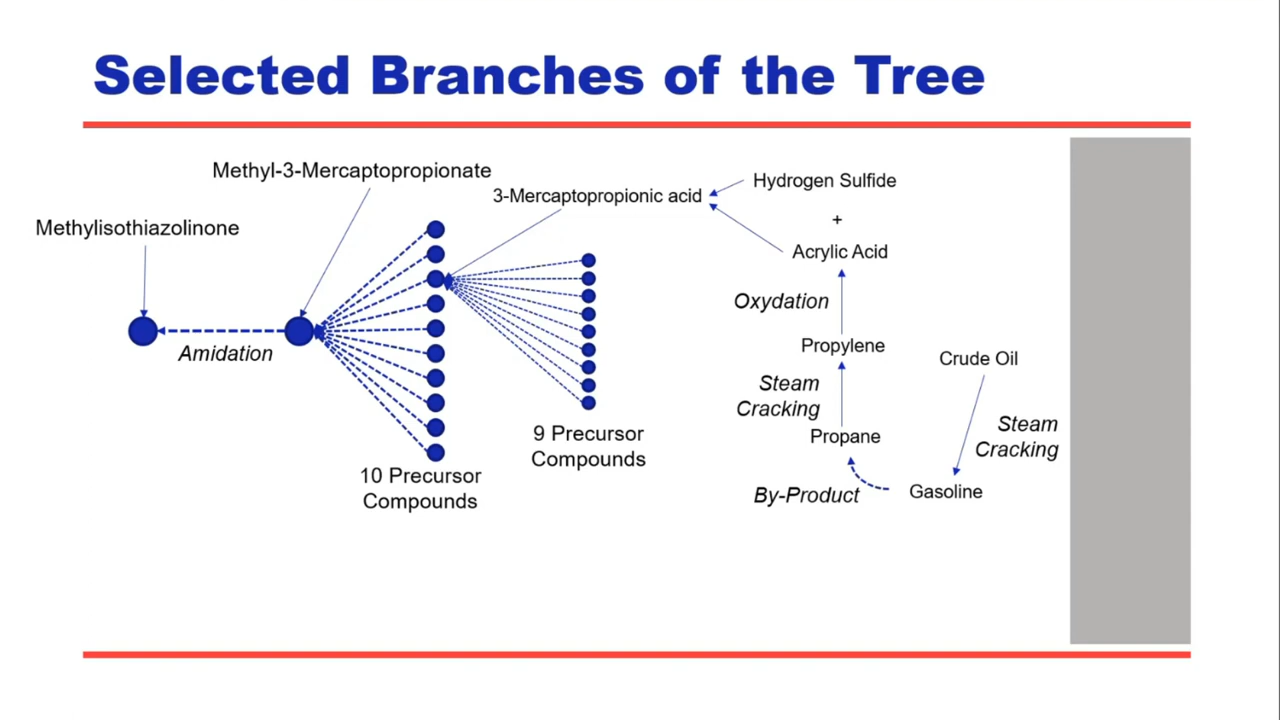 Selected Branches of the Tree
Methyl-3-Mercaptopropionate
3-Mercaptopropionic acid
Hydrogen Sulfide
+
Acrylic Acid
Methylisothiazolinone
Amidation
10 Precursor
Compounds
9 Precursor
Compounds
Oxydation
Propylene
Steam
Cracking
Propane
By-Product
Crude Oil
Steam
Cracking
Gasoline